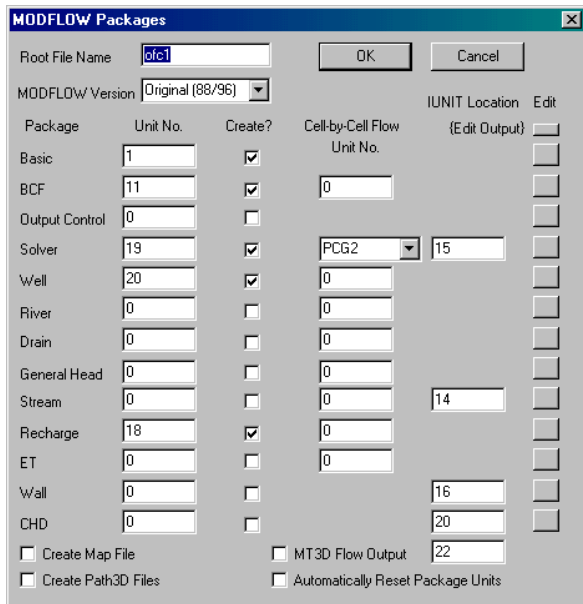 MODFLOW Packages
Root File Name ofc1 OK Cancel
MODFLOW Version Original (88/96) IUNIT Location Edit
Package Unit No. Create? Cell-by-Cell Flow {Edit Output}
Unit No.
Basic 1
BCF 11 0
Output Control 0
Solver 19 PCG2 15
Well 20 0
River 0 0
Drain 0 0
General Head 0 0
Stream 0 0 14
Recharge 18 0
ET 0 0
Wall 0 16
CHD 0 20
Create Map File MT3D Flow Output 22
Create Path3D Files Automatically Reset Package Units